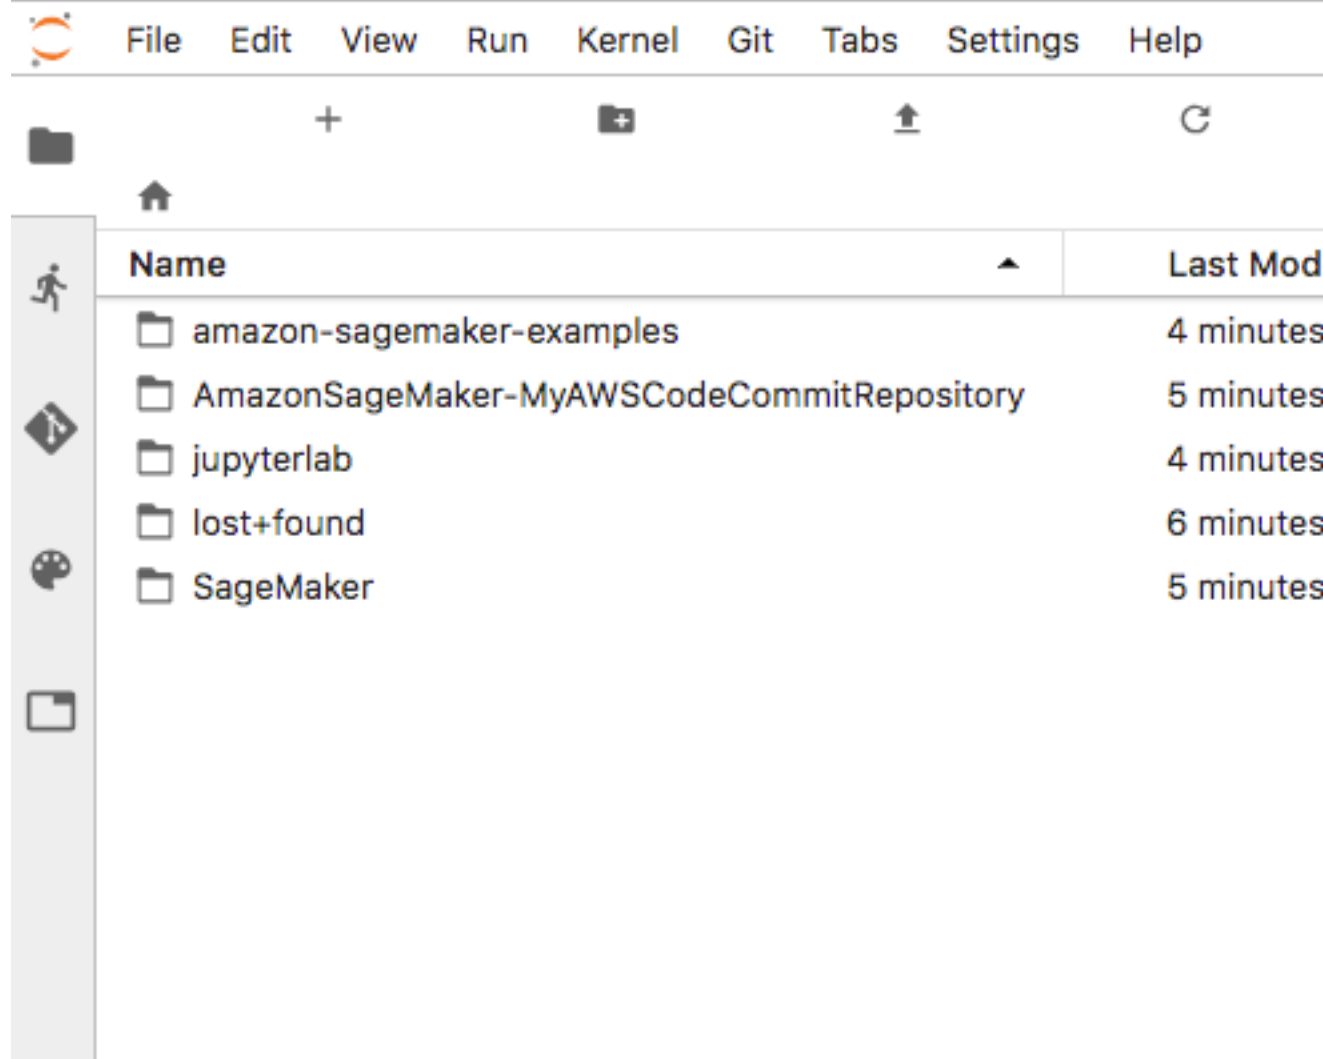 File Edit View Run Kernel Git Tabs Settings Help
Name Last Mod
amazon-sagemaker-examples 4 minutes
AmazonSageMaker-MyAWSCodeCommitRepository 5 minutes
jupyterlab 4 minutes
lost+found 6 minutes
SageMaker 5 minutes